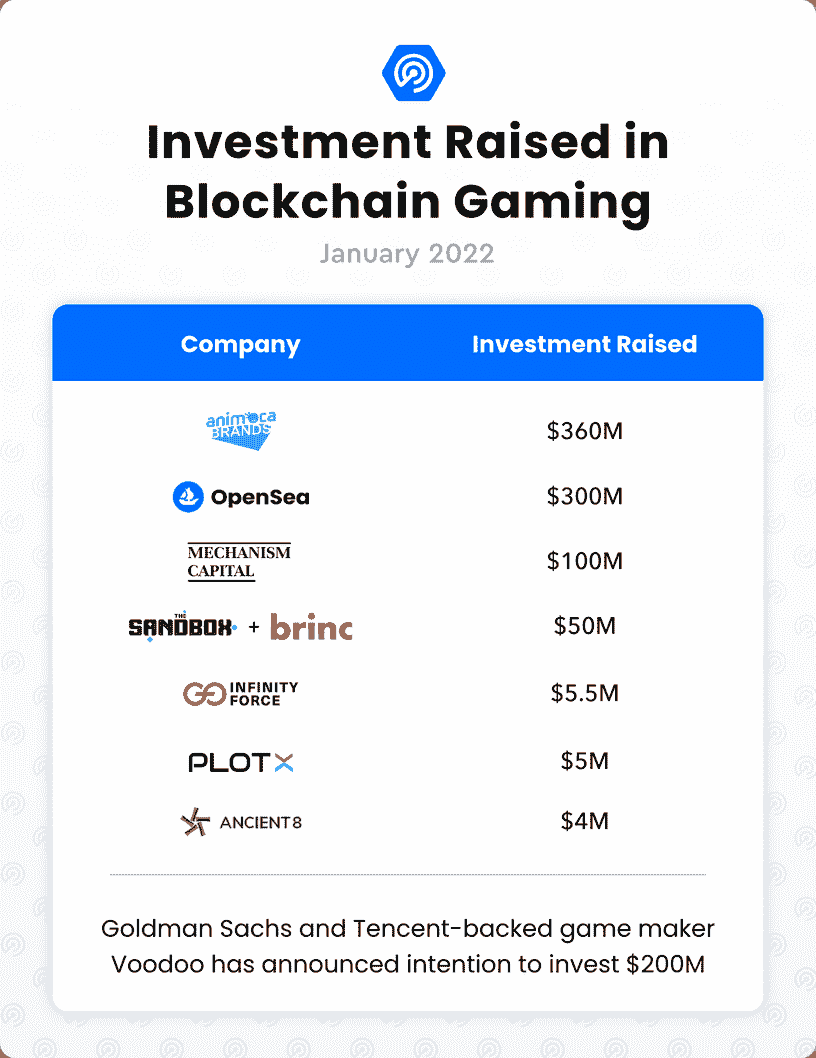 Investment Raised in
Blockchain Gaming
January 2022
Company Investment Raised
animoca BRANDS $360M
OpenSea $300M
MECHANISM CAPITAL $100M
THE SANDBOX + brinc $50M
INFINITY FORCE $5.5M
PLOTX $5M
ANCIENT8 $4M
Goldman Sachs and Tencent-backed game maker
Voodoo has announced intention to invest $200M